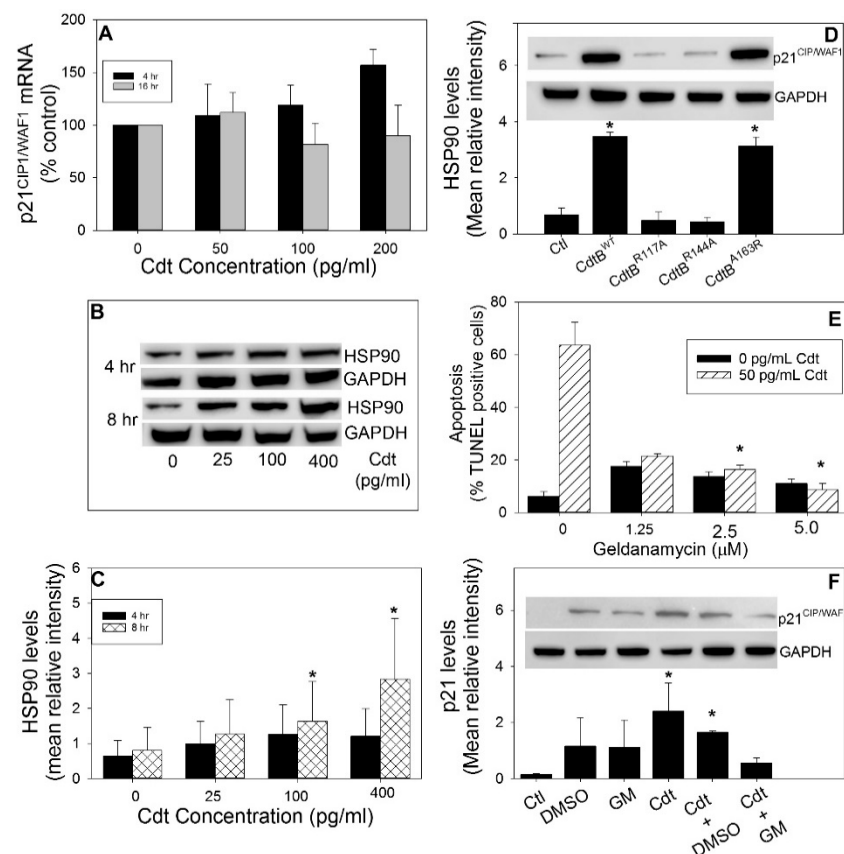 A
p21CIP1/WAF1 mRNA
(% control)
200
150
100
50
0
4 hr
16 hr
0 50 100 200
Cdt Concentration (pg/ml)
B
4 hr
HSP90
GAPDH
8 hr
HSP90
GAPDH
0 25 100 400 Cdt
(pg/ml)
C
HSP90 levels
(mean relative intensity)
6
5
4
3
2
1
0
4 hr
8 hr
* *
0 25 100 400
Cdt Concentration (pg/ml)
D
p21CIP/WAF1
GAPDH
HSP90 levels
(Mean relative intensity)
6
4
2
0
* *
Ctl CdtBWT CdtBR117A CdtBR144A CdtBA163R
E
Apoptosis
(% TUNEL positive cells)
80
60
40
20
0
0 pg/mL Cdt
50 pg/mL Cdt
* *
0 1.25 2.5 5.0
Geldanamycin (μM)
F
p21CIP/WAF
GAPDH
p21 levels
(Mean relative intensity)
6
4
2
0
* *
Ctl DMSO GM Cdt Cdt + DMSO Cdt + GM